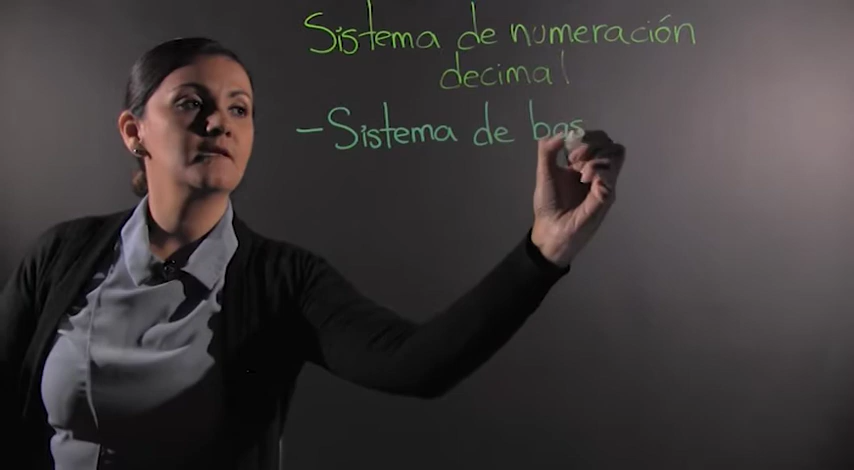 Sistema de numeración
decimal
- Sistema de bas